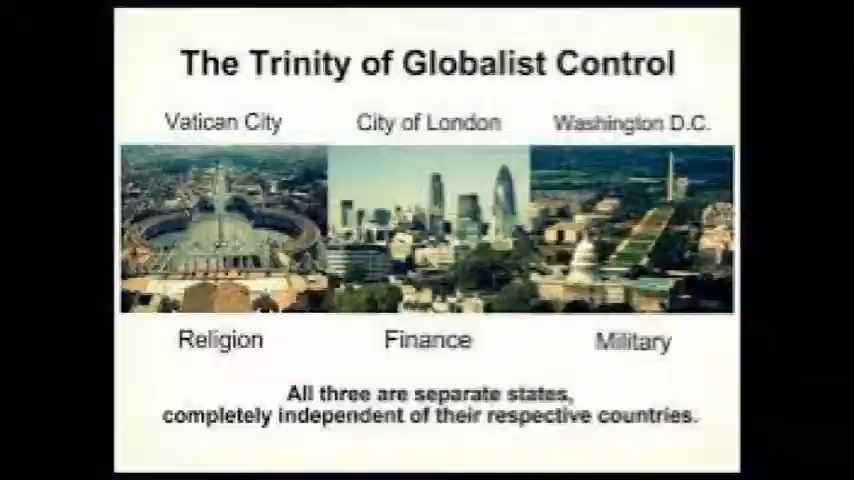 The Trinity of Globalist Control
Vatican City City of London Washington D.C.
Religion Finance Military
All three are separate states,
completely independent of their respective countries.